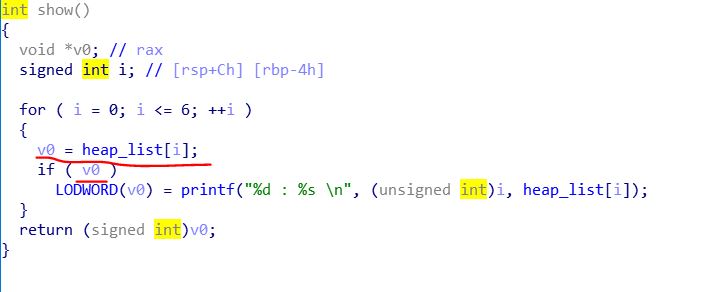 int show()
{
void *v0; // rax
signed int i; // [rsp+Ch] [rbp-4h]
for ( i = 0; i <= 6; ++i )
{
v0 = heap_list[i];
if ( v0 )
LODWORD(v0) = printf("%d : %s \n", (unsigned int)i, heap_list[i]);
}
return (signed int)v0;
}